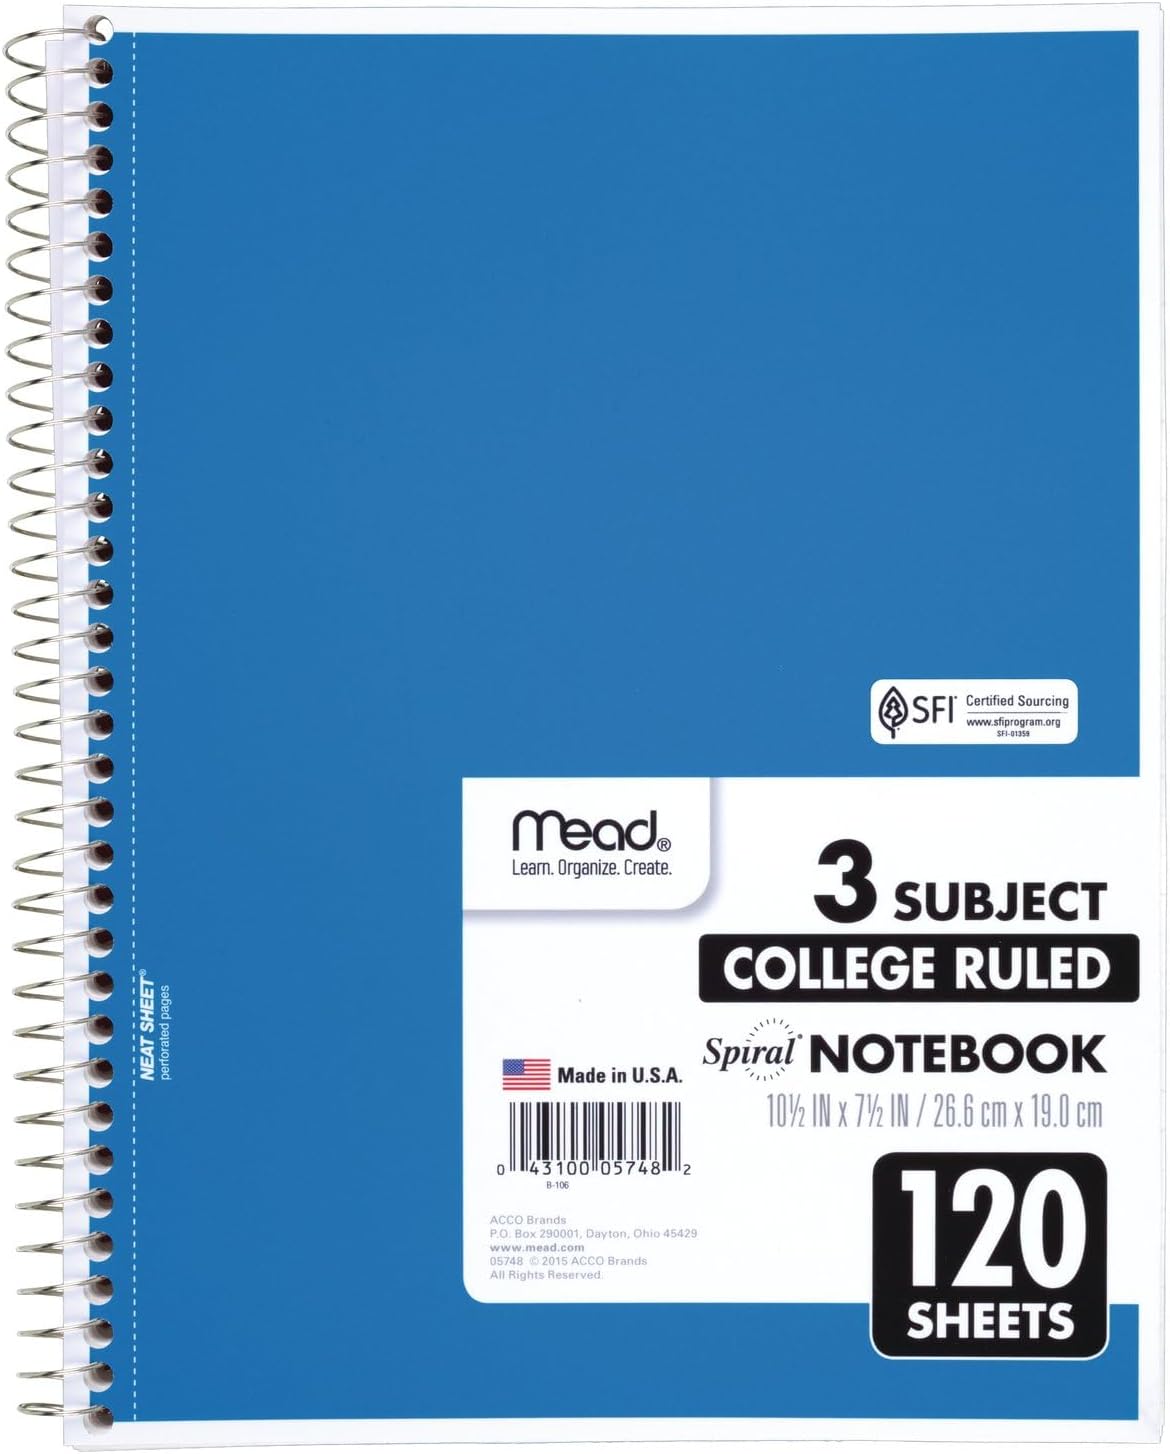 SFI® Certified Sourcing
www.sfiprogram.org
SFI-01359
Mead®
Learn. Organize. Create.
3 SUBJECT
COLLEGE RULED
Spiral® NOTEBOOK
10½ IN x 7½ IN / 26.6 cm x 19.0 cm
120
SHEETS
NEAT SHEET®
perforated pages
Made in U.S.A.
0 43100 05748 2
B-106
ACCO Brands
P.O. Box 290001, Dayton, Ohio 45429
www.mead.com
05748 © 2015 ACCO Brands
All Rights Reserved.